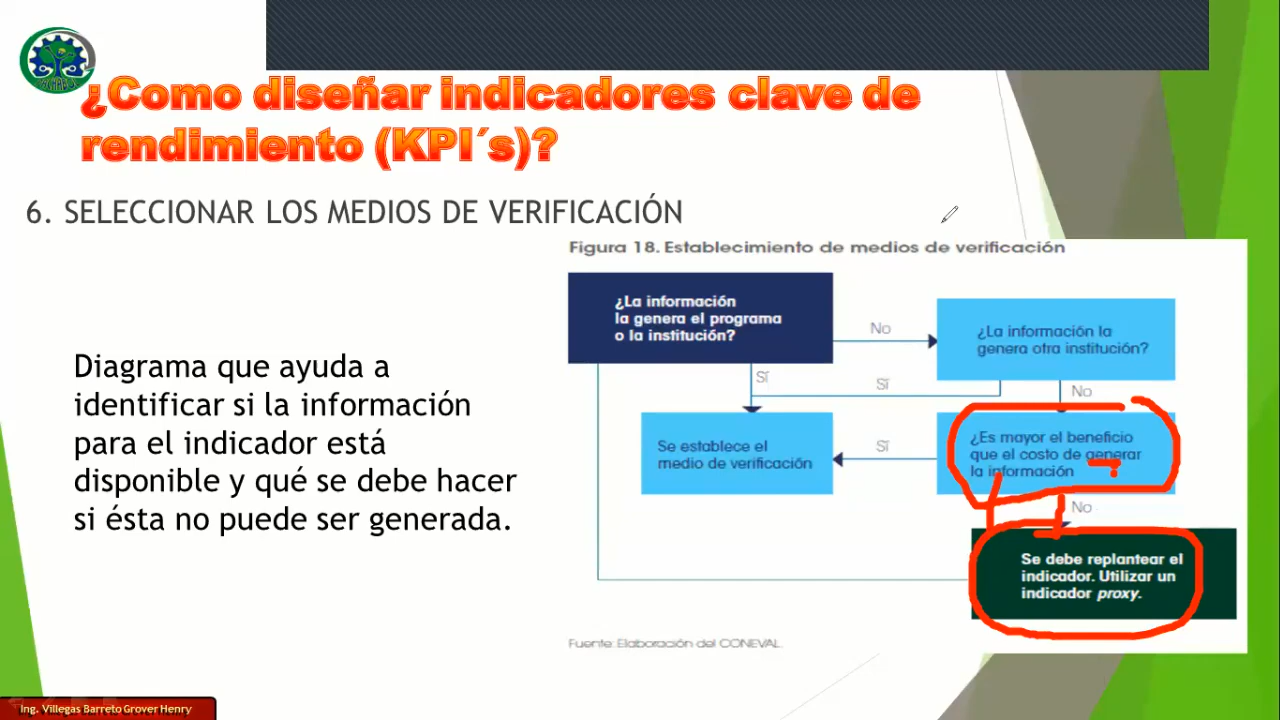 ¿Como diseñar indicadores clave de
rendimiento (KPI´s)?
6. SELECCIONAR LOS MEDIOS DE VERIFICACIÓN
Diagrama que ayuda a
identificar si la información
para el indicador está
disponible y qué se debe hacer
si ésta no puede ser generada.
Figura 18. Establecimiento de medios de verificación
¿La información
la genera el programa
o la institución?
No
¿La información la
genera otra institución?
Sí
Sí
No
Se establece el
medio de verificación
Sí
¿Es mayor el beneficio
que el costo de generar
la información
?
No
Se debe replantear el
indicador. Utilizar un
indicador proxy.
Fuente: Elaboración del CONEVAL.
Ing. Villegas Barreto Grover Henry